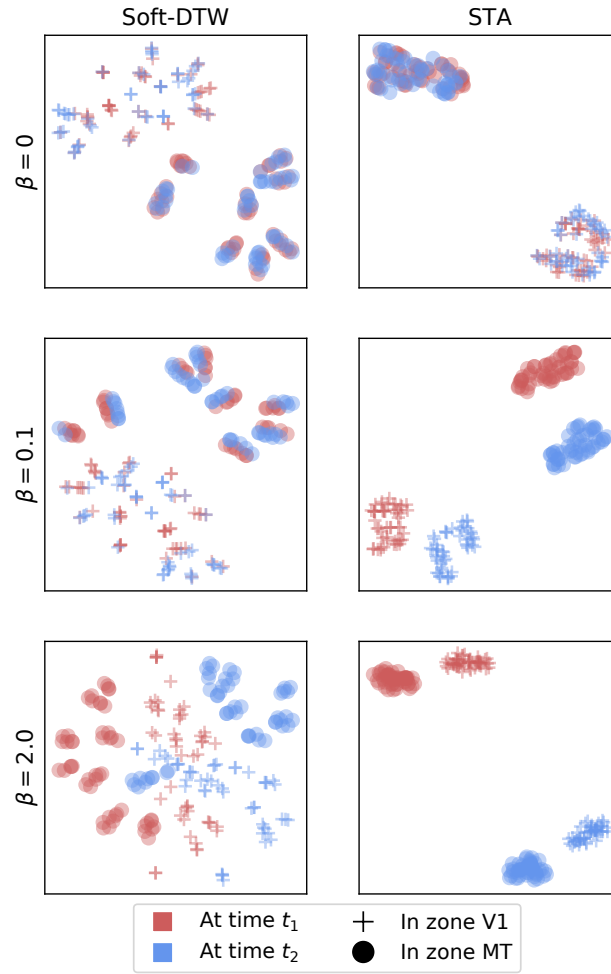 Soft-DTW STA
β = 0
β = 0.1
β = 2.0
At time t₁ In zone V1
At time t₂ In zone MT